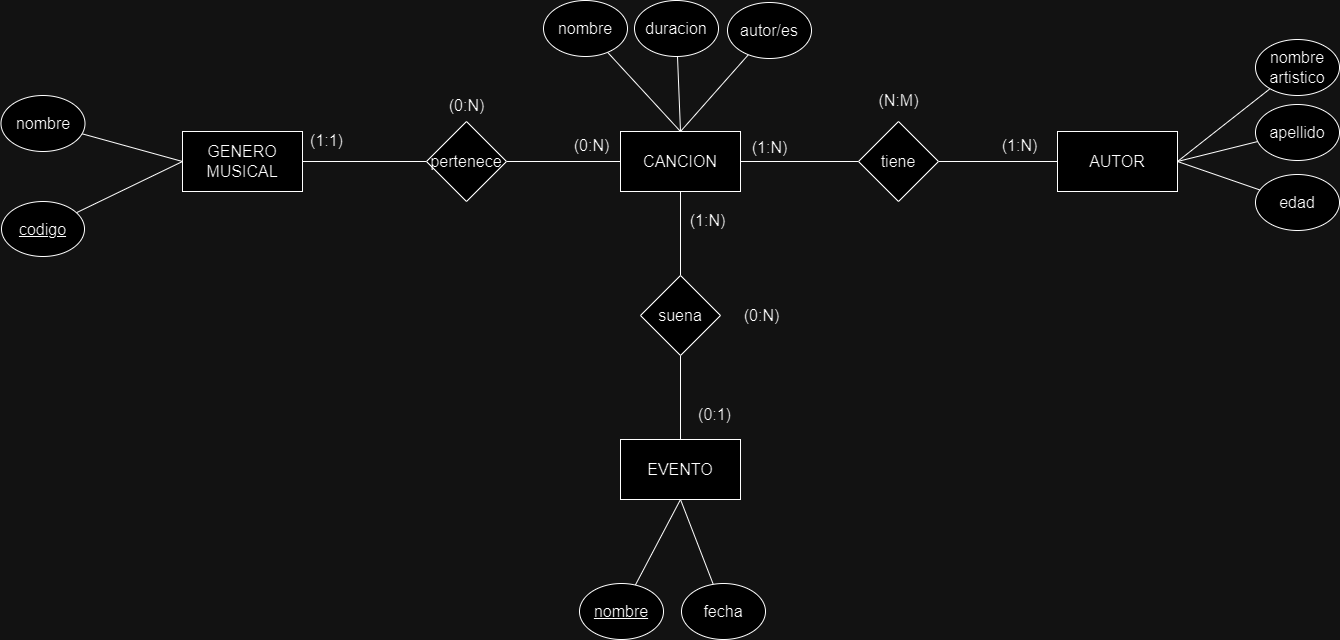 nombre
duracion
autor/es
nombre
artistico
apellido
edad
nombre
codigo
GENERO
MUSICAL
(1:1)
(0:N)
pertenece
(0:N)
CANCION
(1:N)
(N:M)
tiene
(1:N)
AUTOR
(1:N)
suena
(0:N)
(0:1)
EVENTO
nombre
fecha